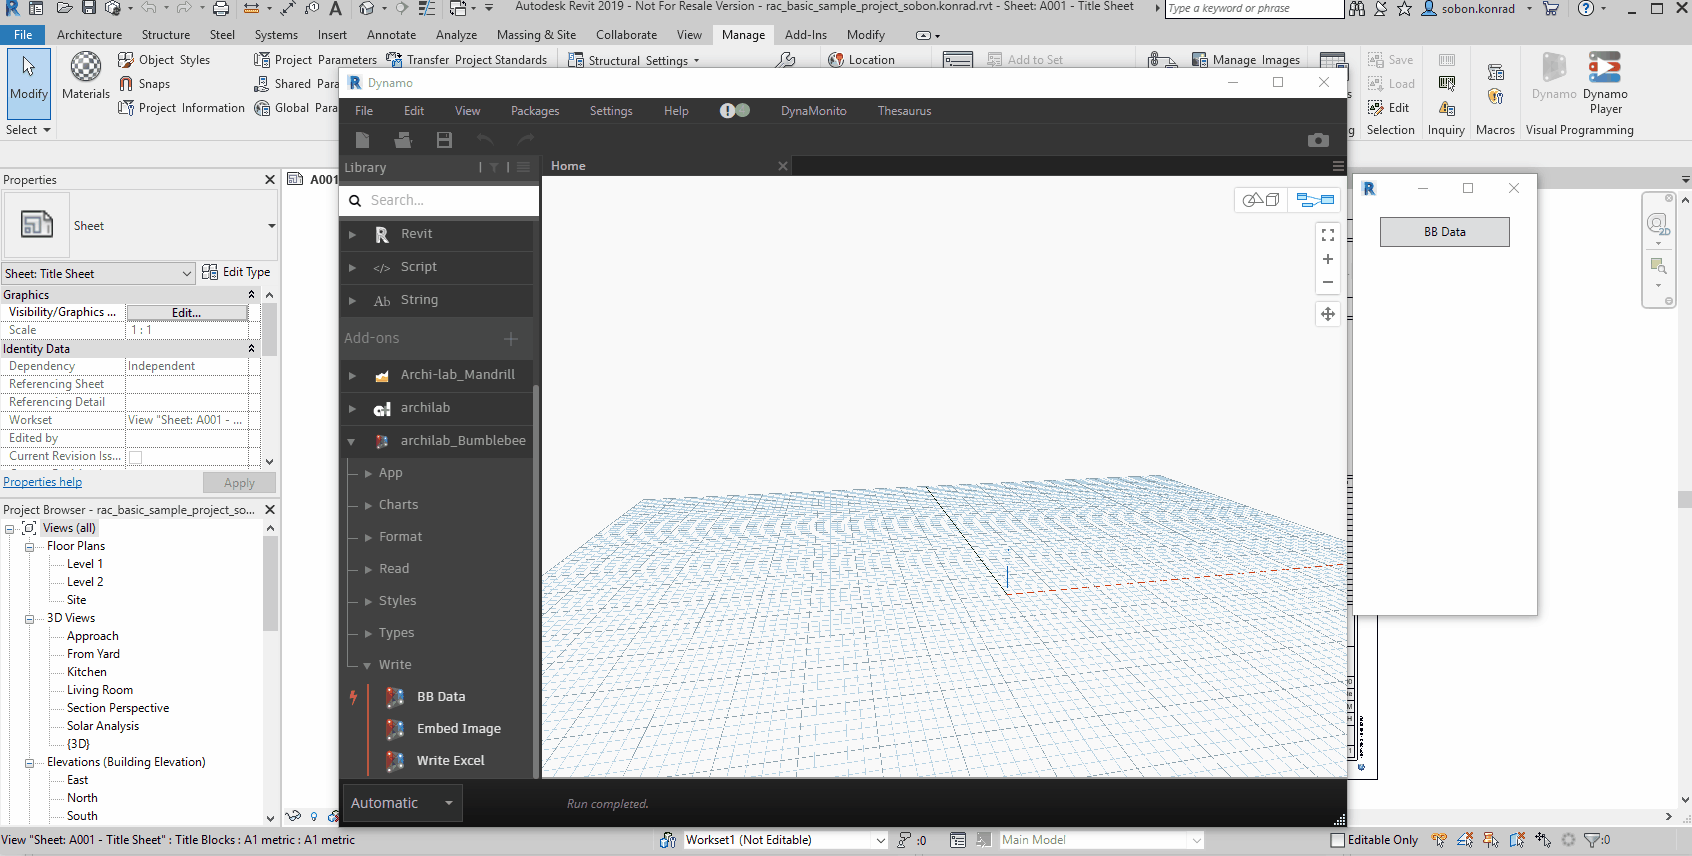 Autodesk Revit 2019 - Not For Resale Version - rac_basic_sample_project_sobon.konrad.rvt - Sheet: A001 - Title Sheet
Type a keyword or phrase
sobon.konrad
File Architecture Structure Steel Systems Insert Annotate Analyze Massing & Site Collaborate View Manage Add-Ins Modify
Modify
Select
Materials
Object Styles
Snaps
Project Information
Project Parameters
Shared Para
Global Para
Transfer Project Standards
Structural Settings
Location
Add to Set
Manage Images
Save
Load
Edit
Selection
Inquiry
Macros
Dynamo
Dynamo Player
Visual Programming
Properties
Sheet
Sheet: Title Sheet
Edit Type
Graphics
Visibility/Graphics ... Edit...
Scale 1 : 1
Identity Data
Dependency Independent
Referencing Sheet
Referencing Detail
Workset View "Sheet: A001 - ...
Edited by
Current Revision Iss...
Properties help
Apply
Project Browser - rac_basic_sample_project_so...
Views (all)
Floor Plans
Level 1
Level 2
Site
3D Views
Approach
From Yard
Kitchen
Living Room
Section Perspective
Solar Analysis
{3D}
Elevations (Building Elevation)
East
North
South
A001
Dynamo
File Edit View Packages Settings Help DynaMonito Thesaurus
Library
Home
Search...
Revit
Script
Ab String
Add-ons
Archi-lab_Mandrill
archilab
archilab_Bumblebee
App
Charts
Format
Read
Styles
Types
Write
BB Data
Embed Image
Write Excel
Automatic
Run completed.
BB Data
2D
View "Sheet: A001 - Title Sheet" : Title Blocks : A1 metric : A1 metric
Workset1 (Not Editable)
:0
Main Model
Editable Only
:0